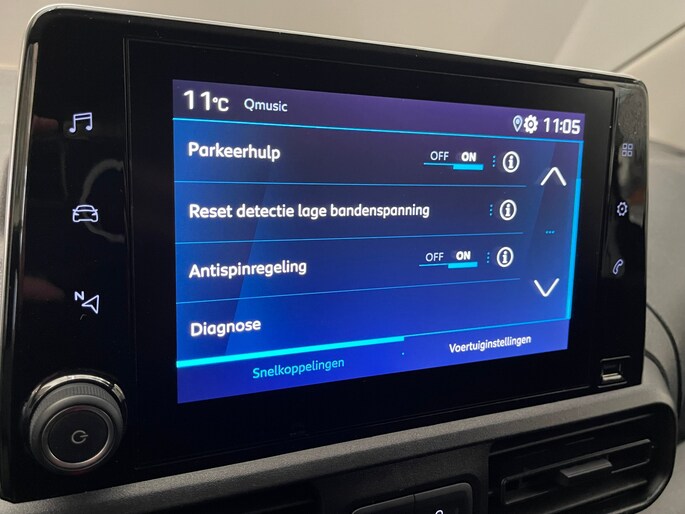 11°C Qmusic 11:05
Parkeerhulp OFF ON
Reset detectie lage bandenspanning
Antispinregeling OFF ON
Diagnose
Snelkoppelingen Voertuiginstellingen
N